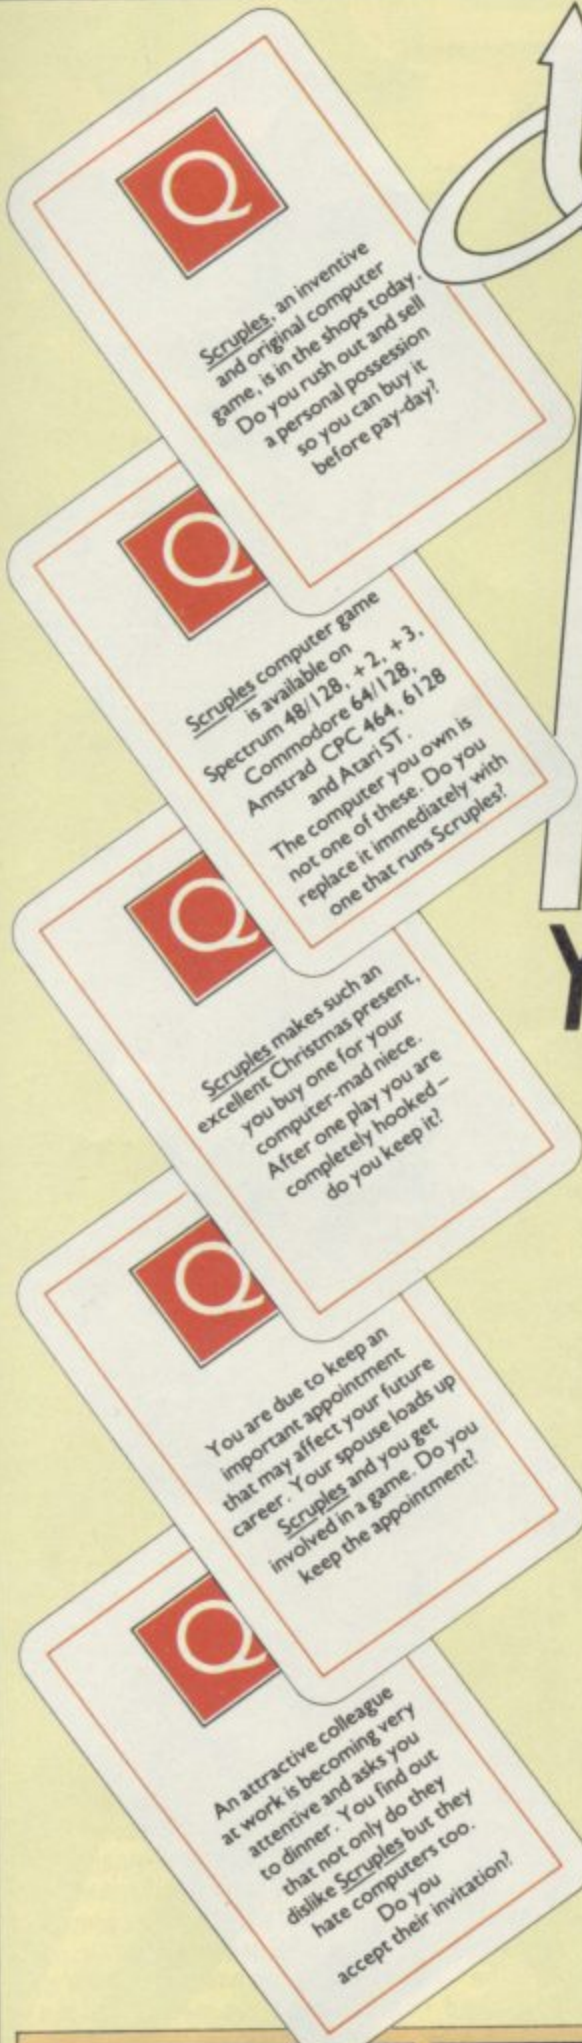 Q
Scruples, an inventive
and original computer
game, is in the shops today.
Do you rush out and sell
a personal possession
so you can buy it
before pay-day?
Q
Scruples computer game
is available on
Spectrum 48/128, +2, +3,
Commodore 64/128,
Amstrad CPC 464, 6128
and Atari ST.
The computer you own is
not one of these. Do you
replace it immediately with
one that runs Scruples?
Y
Q
Scruples makes such an
excellent Christmas present,
you buy one for your
computer-mad niece.
After one play you are
completely hooked –
do you keep it?
Q
You are due to keep an
important appointment
that may affect your future
career. Your spouse loads up
Scruples and you get
involved in a game. Do you
keep the appointment?
Q
An attractive colleague
at work is becoming very
attentive and asks you
to dinner. You find out
that not only do they
dislike Scruples but they
hate computers too.
Do you
accept their invitation?